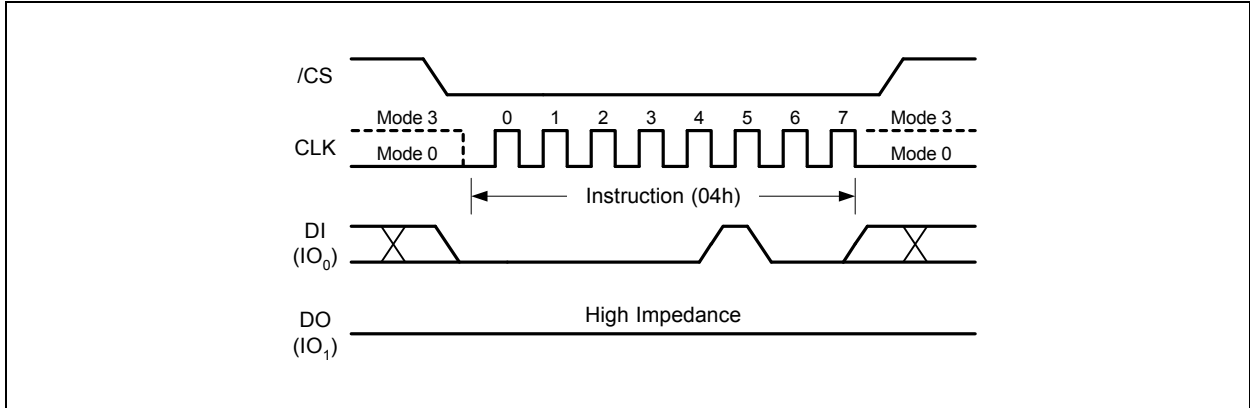 /CS
Mode 3 0 1 2 3 4 5 6 7 Mode 3
CLK Mode 0 Mode 0
Instruction (04h)
DI
(IO₀)
High Impedance
DO
(IO₁)